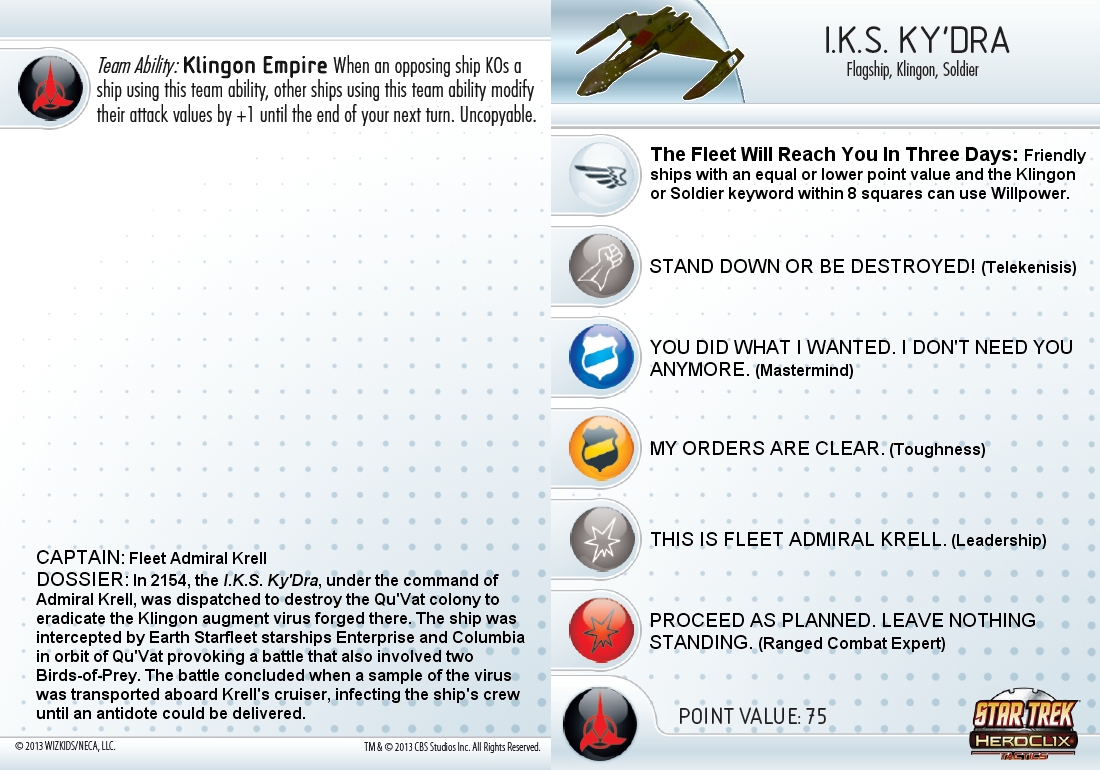 Team Ability: Klingon Empire When an opposing ship KOs a
ship using this team ability, other ships using this team ability modify
their attack values by +1 until the end of your next turn. Uncopyable.
CAPTAIN: Fleet Admiral Krell
DOSSIER: In 2154, the I.K.S. Ky'Dra, under the command of
Admiral Krell, was dispatched to destroy the Qu'Vat colony to
eradicate the Klingon augment virus forged there. The ship was
intercepted by Earth Starfleet starships Enterprise and Columbia
in orbit of Qu'Vat provoking a battle that also involved two
Birds-of-Prey. The battle concluded when a sample of the virus
was transported aboard Krell's cruiser, infecting the ship's crew
until an antidote could be delivered.
© 2013 WIZKIDS/NECA, LLC.
TM & © 2013 CBS Studios Inc. All Rights Reserved.
I.K.S. KY'DRA
Flagship, Klingon, Soldier
The Fleet Will Reach You In Three Days: Friendly
ships with an equal or lower point value and the Klingon
or Soldier keyword within 8 squares can use Willpower.
STAND DOWN OR BE DESTROYED! (Telekenisis)
YOU DID WHAT I WANTED. I DON'T NEED YOU
ANYMORE. (Mastermind)
MY ORDERS ARE CLEAR. (Toughness)
THIS IS FLEET ADMIRAL KRELL. (Leadership)
PROCEED AS PLANNED. LEAVE NOTHING
STANDING. (Ranged Combat Expert)
POINT VALUE: 75
STAR TREK
HEROCLIX
TACTICS